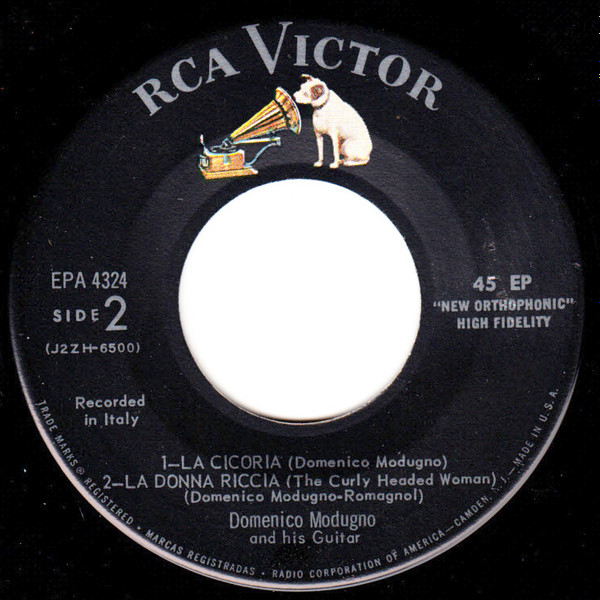 RCA VICTOR
EPA 4324
SIDE 2
(J2ZH-6500)
45 EP
"NEW ORTHOPHONIC"
HIGH FIDELITY
Recorded
in Italy
1—LA CICORIA (Domenico Modugno)
2—LA DONNA RICCIA (The Curly Headed Woman)
(Domenico Modugno-Romagnol)
Domenico Modugno
and his Guitar
TRADE MARKS ® REGISTERED • MARCAS REGISTRADAS • RADIO CORPORATION OF AMERICA—CAMDEN, N.J.—MADE IN U.S.A.